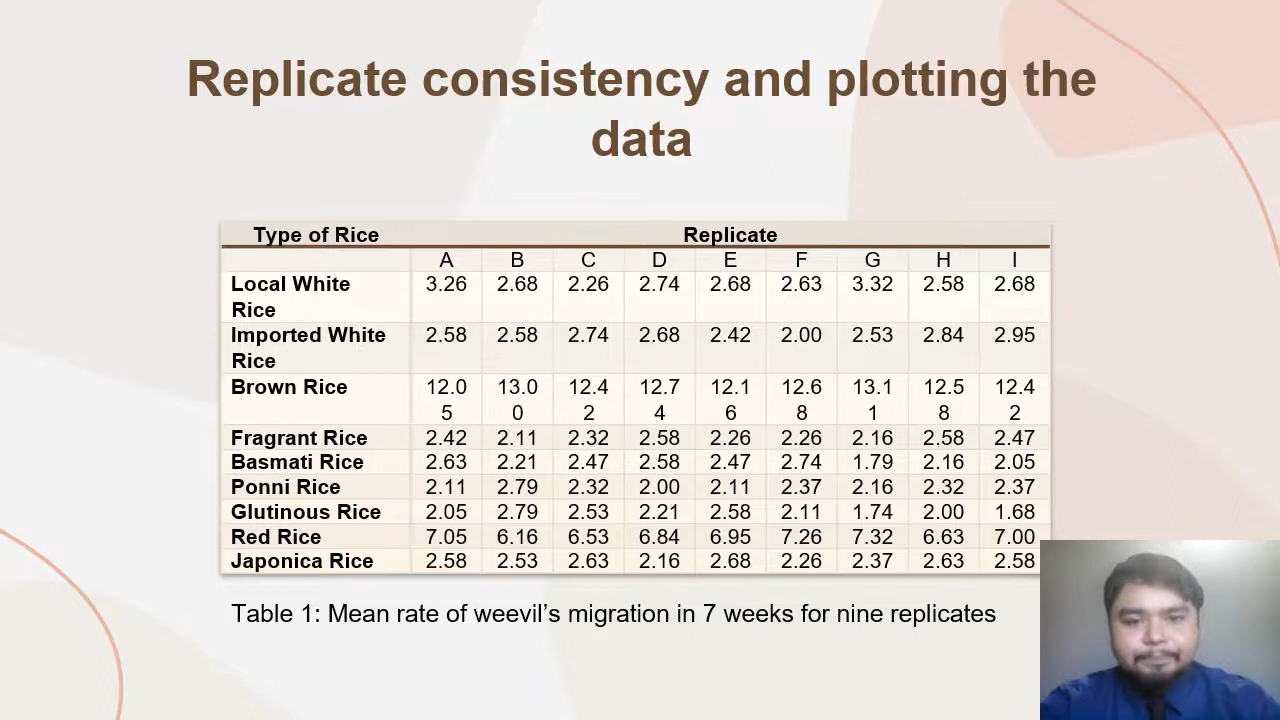 Replicate consistency and plotting the
data
Type of Rice Replicate
A B C D E F G H I
Local White 3.26 2.68 2.26 2.74 2.68 2.63 3.32 2.58 2.68
Rice
Imported White 2.58 2.58 2.74 2.68 2.42 2.00 2.53 2.84 2.95
Rice
Brown Rice 12.0 13.0 12.4 12.7 12.1 12.6 13.1 12.5 12.4
5 0 2 4 6 8 1 8 2
Fragrant Rice 2.42 2.11 2.32 2.58 2.26 2.26 2.16 2.58 2.47
Basmati Rice 2.63 2.21 2.47 2.58 2.47 2.74 1.79 2.16 2.05
Ponni Rice 2.11 2.79 2.32 2.00 2.11 2.37 2.16 2.32 2.37
Glutinous Rice 2.05 2.79 2.53 2.21 2.58 2.11 1.74 2.00 1.68
Red Rice 7.05 6.16 6.53 6.84 6.95 7.26 7.32 6.63 7.00
Japonica Rice 2.58 2.53 2.63 2.16 2.68 2.26 2.37 2.63 2.58
Table 1: Mean rate of weevil’s migration in 7 weeks for nine replicates